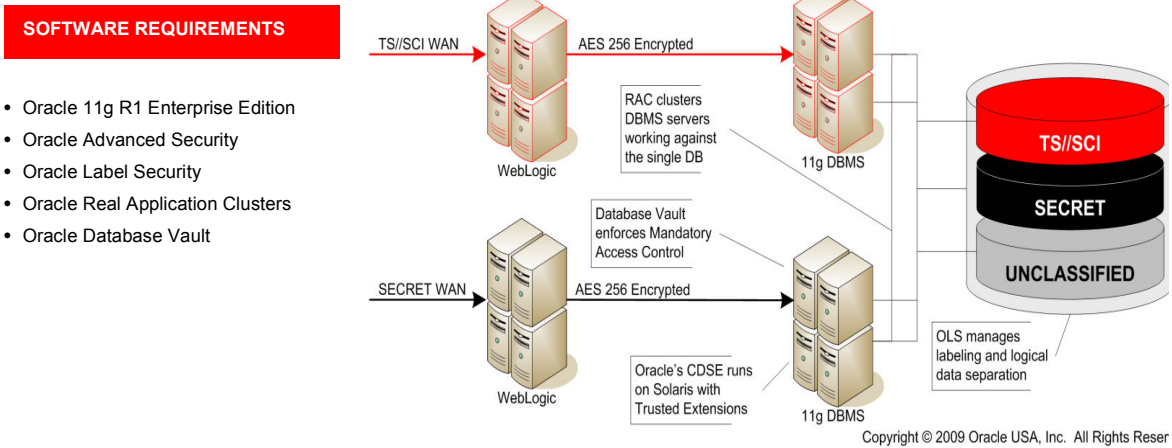 SOFTWARE REQUIREMENTS
• Oracle 11g R1 Enterprise Edition
• Oracle Advanced Security
• Oracle Label Security
• Oracle Real Application Clusters
• Oracle Database Vault
TS//SCI WAN
AES 256 Encrypted
WebLogic
11g DBMS
RAC clusters
DBMS servers
working against
the single DB
Database Vault
enforces Mandatory
Access Control
SECRET WAN
AES 256 Encrypted
WebLogic
11g DBMS
Oracle's CDSE runs
on Solaris with
Trusted Extensions
TS//SCI
SECRET
UNCLASSIFIED
OLS manages
labeling and logical
data separation
Copyright © 2009 Oracle USA, Inc. All Rights Reser